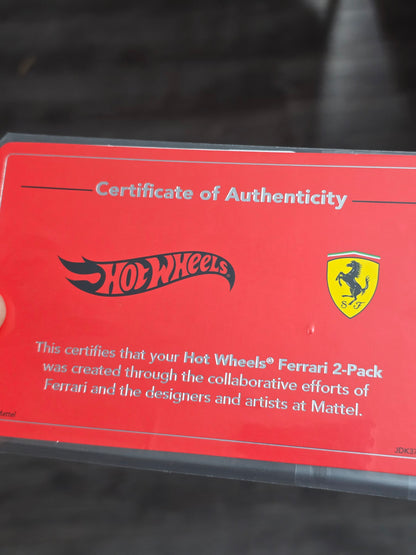 Certificate of Authenticity
HOT WHEELS
S F
This certifies that your Hot Wheels® Ferrari 2-Pack
was created through the collaborative efforts of
Ferrari and the designers and artists at Mattel.
Mattel